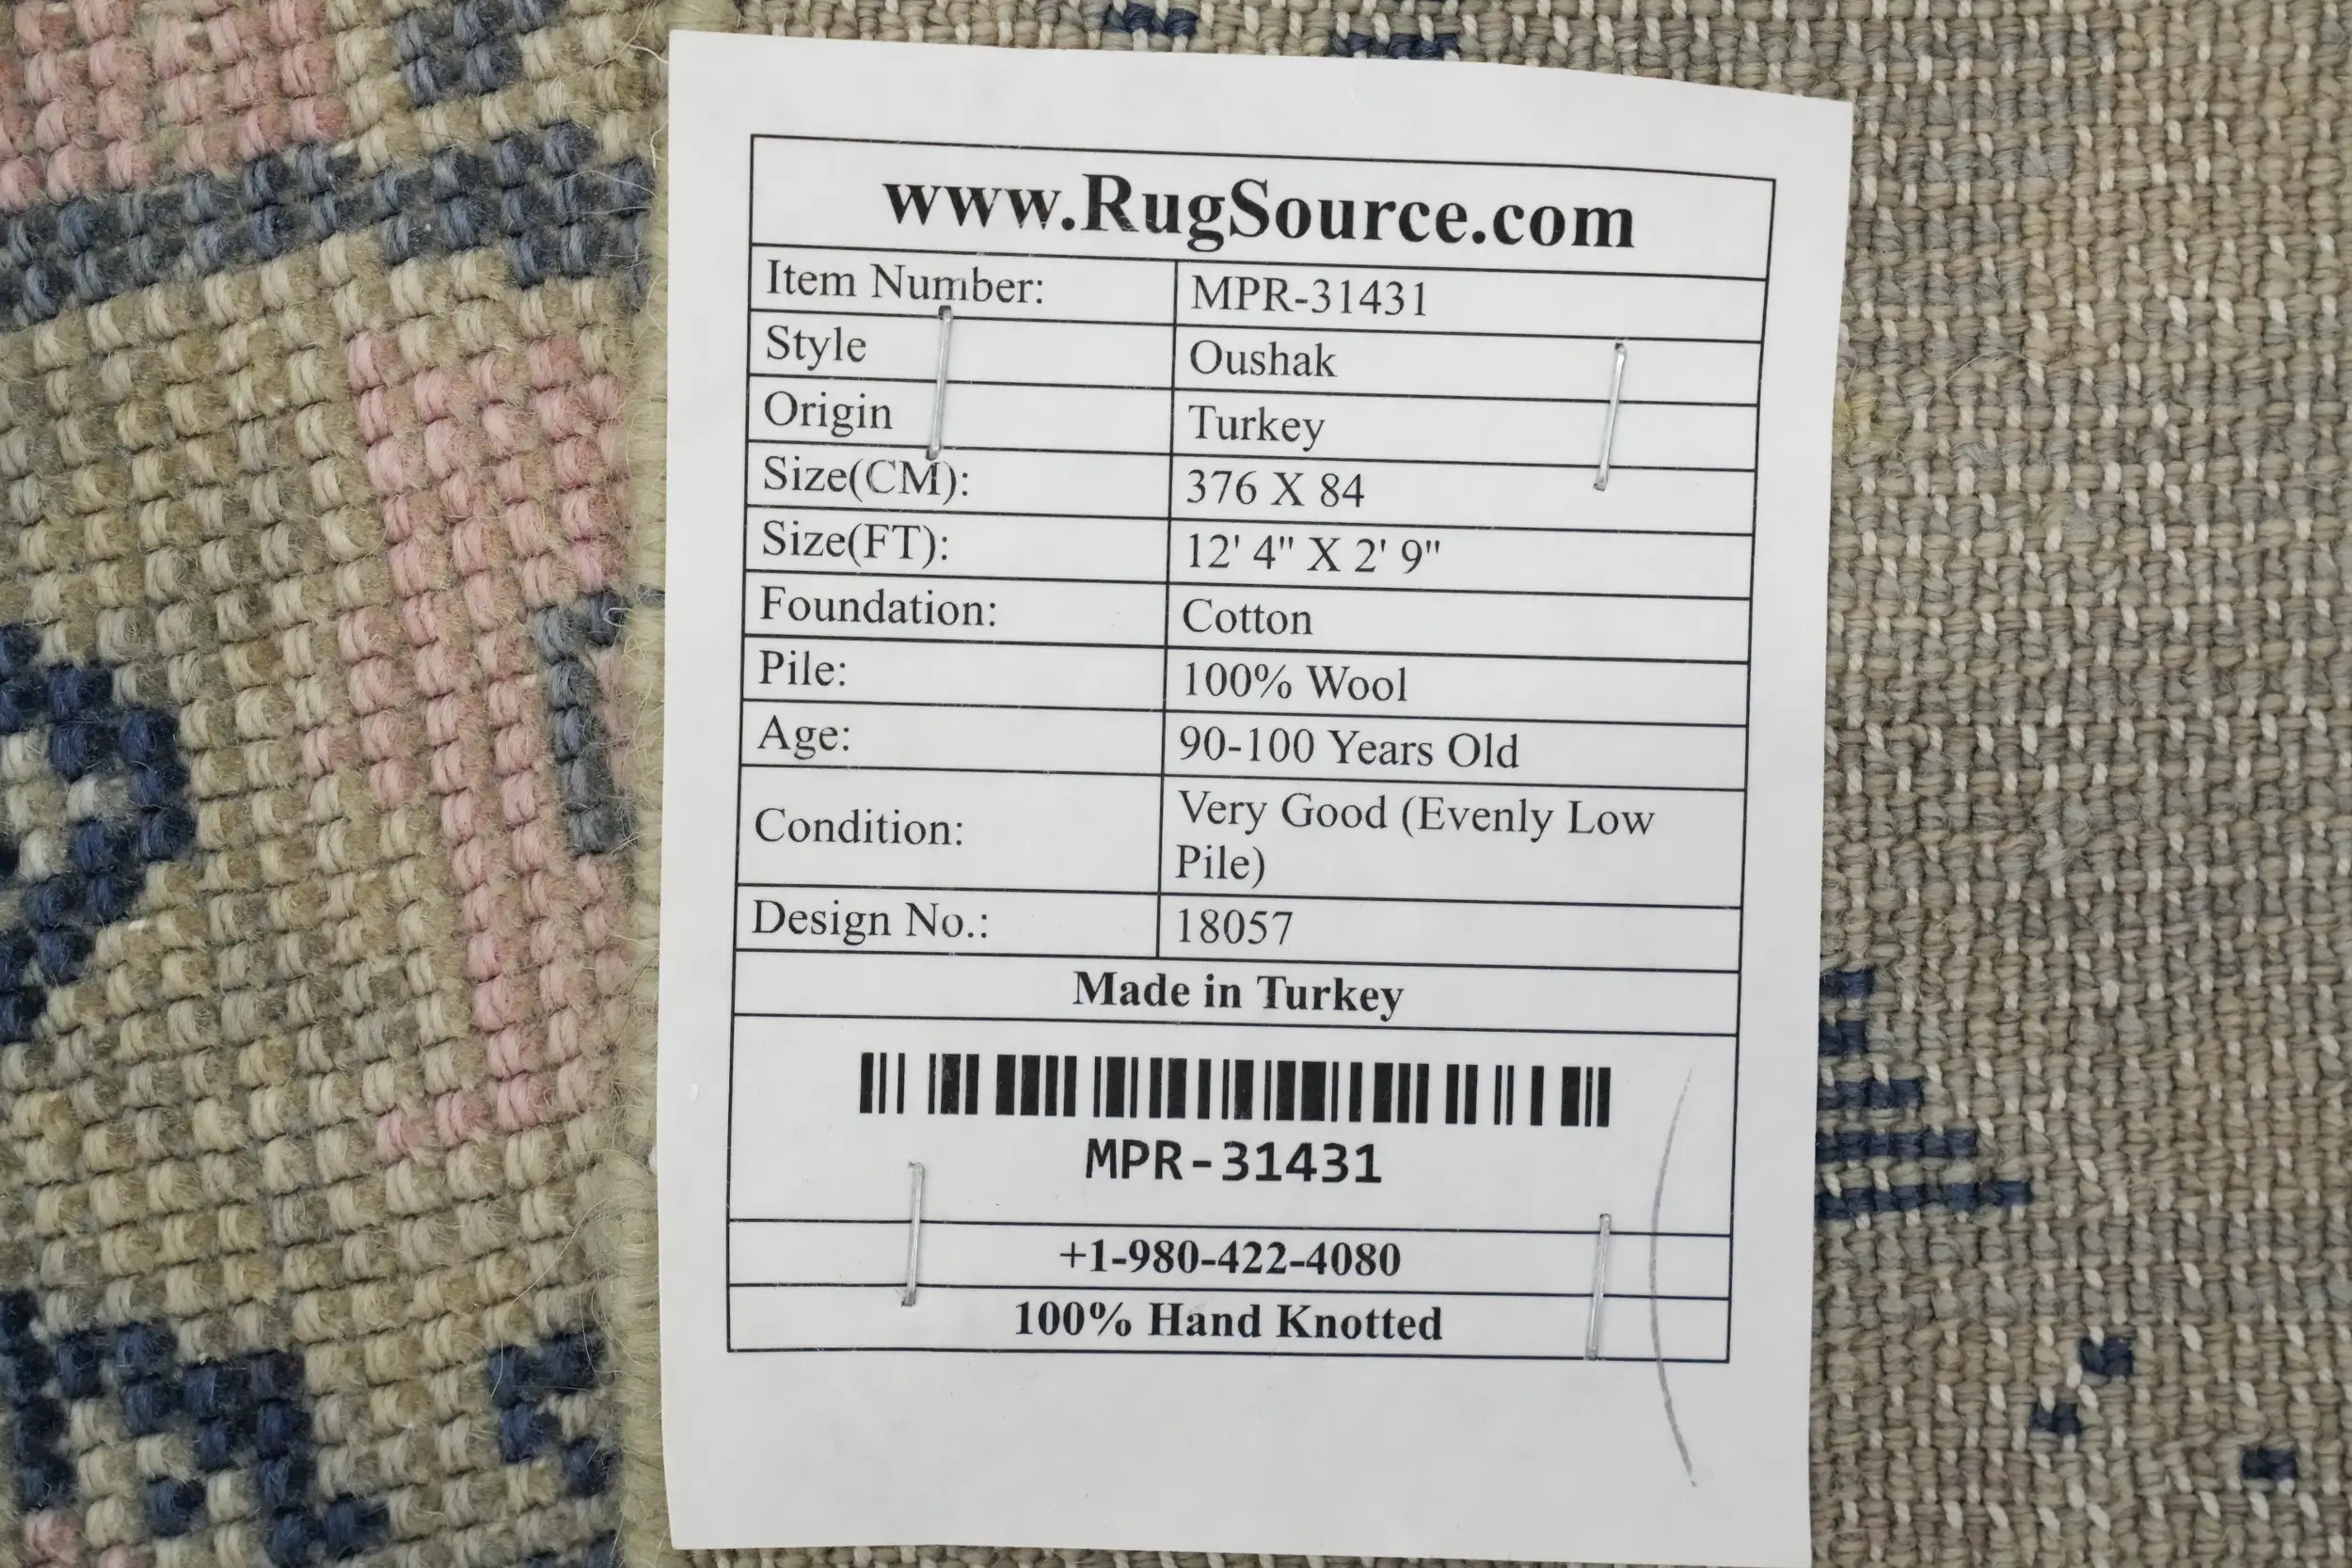 www.RugSource.com
Item Number: MPR-31431
Style Oushak
Origin Turkey
Size(CM): 376 X 84
Size(FT): 12' 4" X 2' 9"
Foundation: Cotton
Pile: 100% Wool
Age: 90-100 Years Old
Condition: Very Good (Evenly Low
Pile)
Design No.: 18057
Made in Turkey
MPR-31431
+1-980-422-4080
100% Hand Knotted